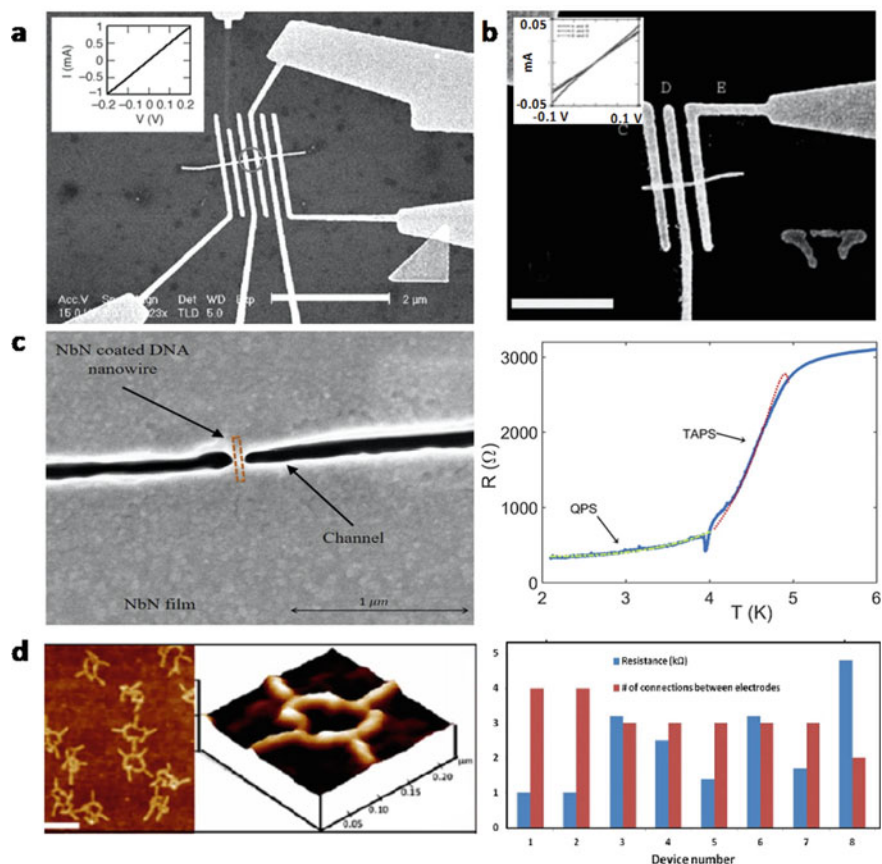 a
1
0.5
0
−0.5
−1
I (mA)
−0.2 −0.1 0 0.1 0.2
V (V)
Acc.V
Det WD Exp
15.0
23x TLD 5.0
2 μm
b
0.05
mA
-0.05
-0.1 V
0.1 V
C
D
E
c
NbN coated DNA
nanowire
Channel
NbN film
1 μm
3000
2000
1000
0
R (Ω)
TAPS
QPS
2 3 4 5 6
T (K)
d
μm
0.20
0.15
0.10
0.05
5
4
3
2
1
0
Resistance (kΩ)
# of connections between electrodes
1 2 3 4 5 6 7 8
Device number